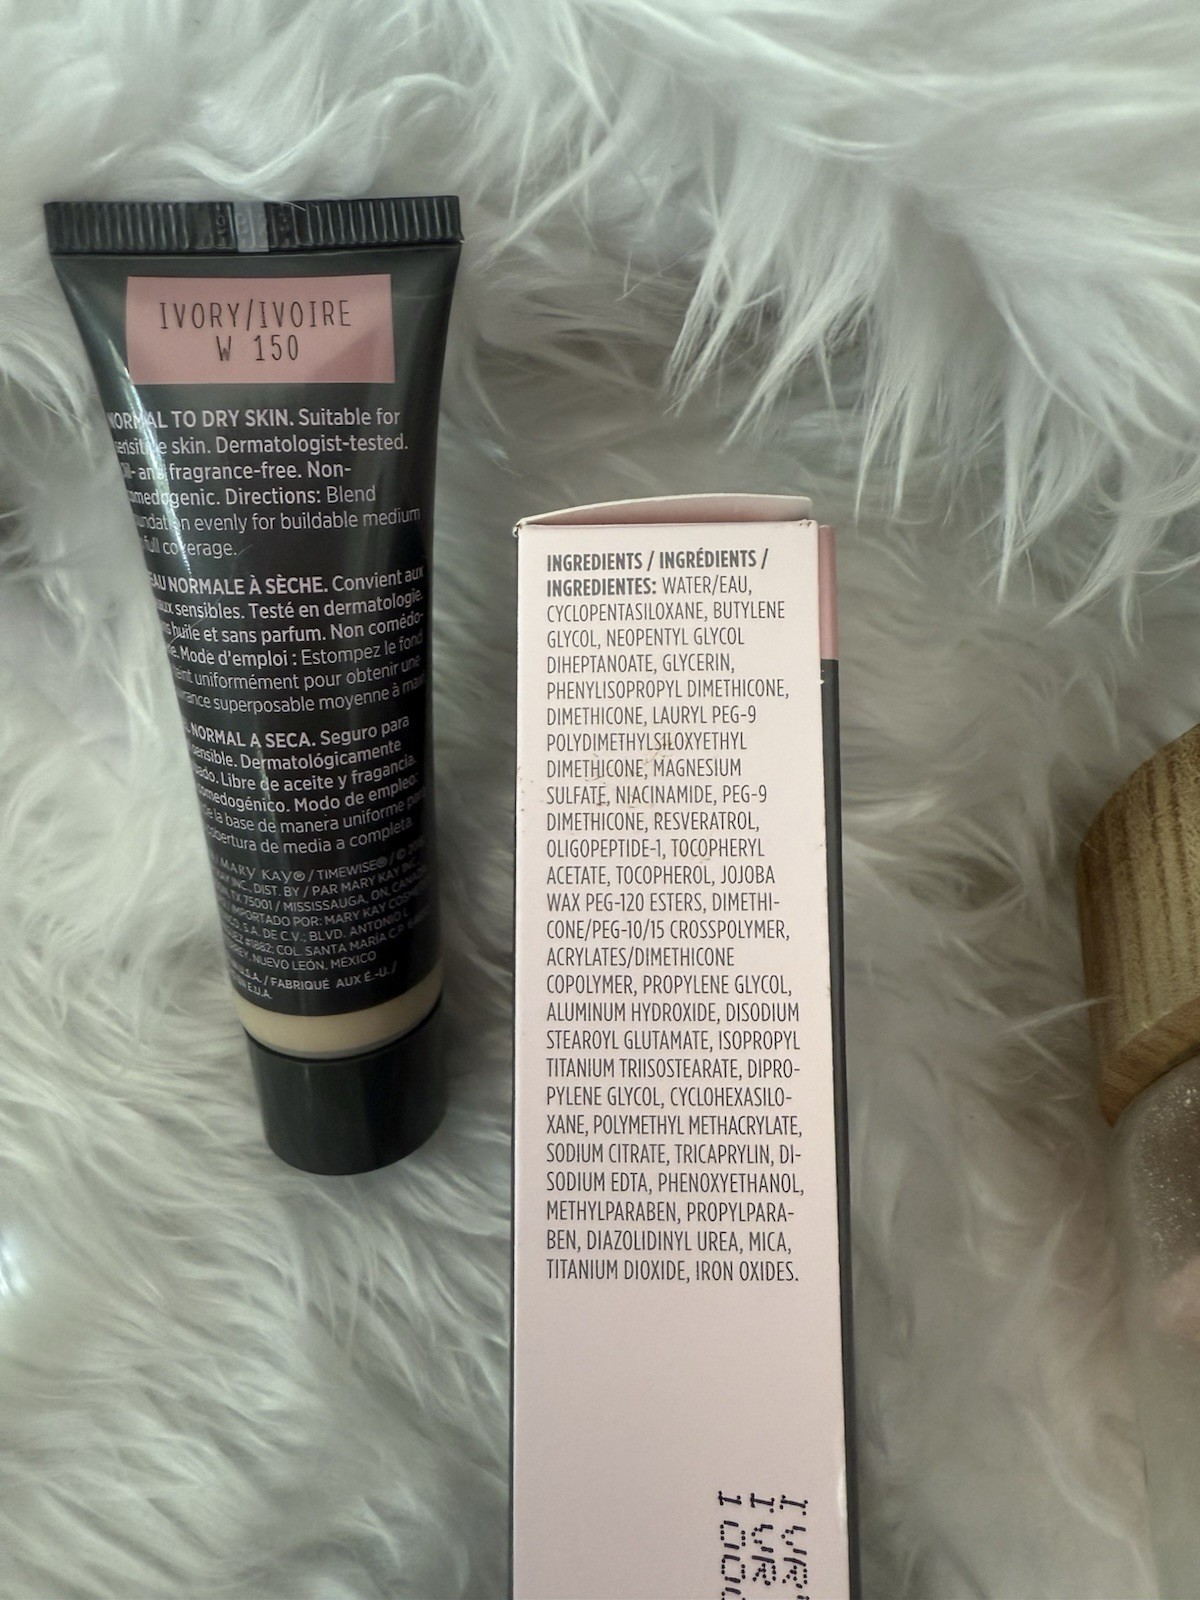 IVORY/IVOIRE
W 150
NORMAL TO DRY SKIN. Suitable for
skin. Dermatologist-tested.
fragrance-free. Non-
Directions: Blend
evenly for buildable medium
full coverage.
NORMALE À SÈCHE. Convient aux
sensibles. Testé en dermatologie.
huile et sans parfum. Non comédo-
Mode d'emploi : Estompez le fond
uniformément pour obtenir une
superposable moyenne à
NORMAL A SECA. Seguro para
sensible. Dermatológicamente
Libre de aceite y fragancia.
Modo de empleo:
la base de manera uniforme para
cobertura de media a completa.
MARY KAY® / TIMEWISE® / ©
INC., DIST. BY / PAR MARY KAY INC.,
TX 75001 / MISSISSAUGA, ON, CANADA
IMPORTADO POR: MARY KAY
S.A. DE C.V.; BLVD. ANTONIO L.
#1882; COL. SANTA MARÍA C.P.
NUEVO LEÓN, MÉXICO
U.S.A. / FABRIQUÉ AUX É.-U./
E.U.A.
INGREDIENTS / INGRÉDIENTS /
INGREDIENTES: WATER/EAU,
CYCLOPENTASILOXANE, BUTYLENE
GLYCOL, NEOPENTYL GLYCOL
DIHEPTANOATE, GLYCERIN,
PHENYLISOPROPYL DIMETHICONE,
DIMETHICONE, LAURYL PEG-9
POLYDIMETHYLSILOXYETHYL
DIMETHICONE, MAGNESIUM
SULFATE, NIACINAMIDE, PEG-9
DIMETHICONE, RESVERATROL,
OLIGOPEPTIDE-1, TOCOPHERYL
ACETATE, TOCOPHEROL, JOJOBA
WAX PEG-120 ESTERS, DIMETHI-
CONE/PEG-10/15 CROSSPOLYMER,
ACRYLATES/DIMETHICONE
COPOLYMER, PROPYLENE GLYCOL,
ALUMINUM HYDROXIDE, DISODIUM
STEAROYL GLUTAMATE, ISOPROPYL
TITANIUM TRIISOSTEARATE, DIPRO-
PYLENE GLYCOL, CYCLOHEXASILO-
XANE, POLYMETHYL METHACRYLATE,
SODIUM CITRATE, TRICAPRYLIN, DI-
SODIUM EDTA, PHENOXYETHANOL,
METHYLPARABEN, PROPYLPARA-
BEN, DIAZOLIDINYL UREA, MICA,
TITANIUM DIOXIDE, IRON OXIDES.